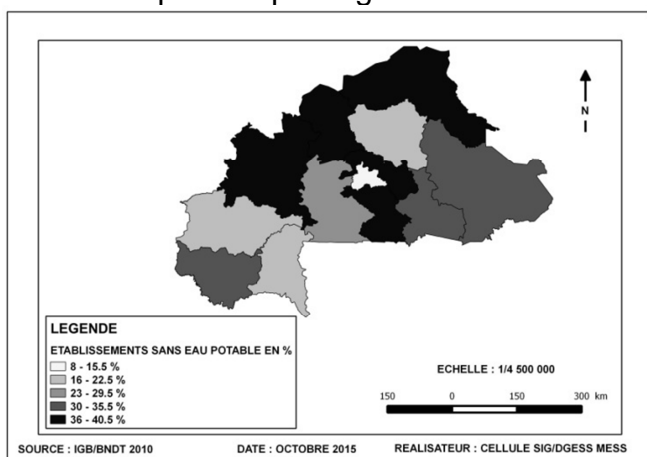 N
LEGENDE
ETABLISSEMENTS SANS EAU POTABLE EN %
8 - 15.5 %
16 - 22.5 %
23 - 29.5 %
30 - 35.5 %
36 - 40.5 %
ECHELLE : 1/4 500 000
150 0 150 300 km
SOURCE : IGB/BNDT 2010 DATE : OCTOBRE 2015 REALISATEUR : CELLULE SIG/DGESS MESS